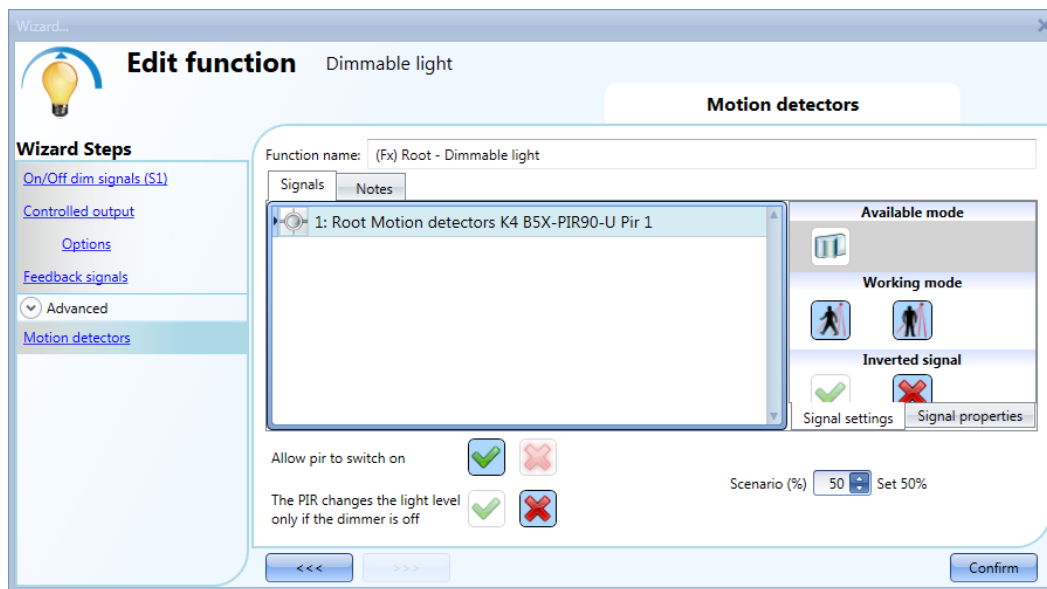 Wizard...
Edit function Dimmable light
Motion detectors
Wizard Steps
On/Off dim signals (S1)
Controlled output
Options
Feedback signals
Advanced
Motion detectors
Function name: (Fx) Root - Dimmable light
Signals Notes
1: Root Motion detectors K4 B5X-PIR90-U Pir 1
Available mode
Working mode
Inverted signal
Signal settings Signal properties
Allow pir to switch on
The PIR changes the light level
only if the dimmer is off
Scenario (%) 50 Set 50%
<<< >>> Confirm